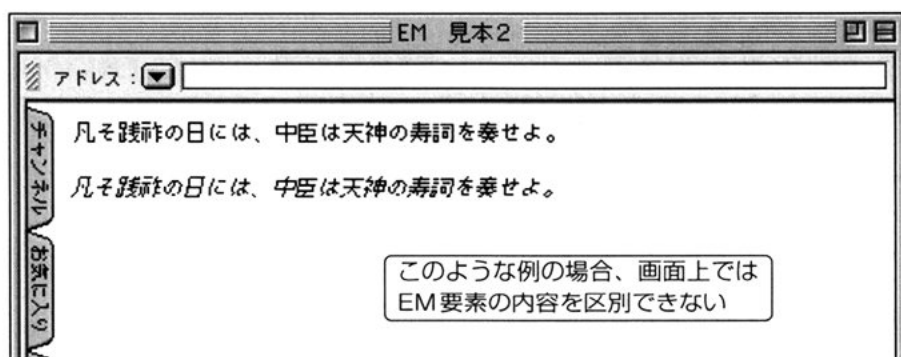 EM 見本2
アドレス：
チャンネル
お気に入り
凡そ践祚の日には、中臣は天神の寿詞を奏せよ。
凡そ践祚の日には、中臣は天神の寿詞を奏せよ。
このような例の場合、画面上では
EM要素の内容を区別できない